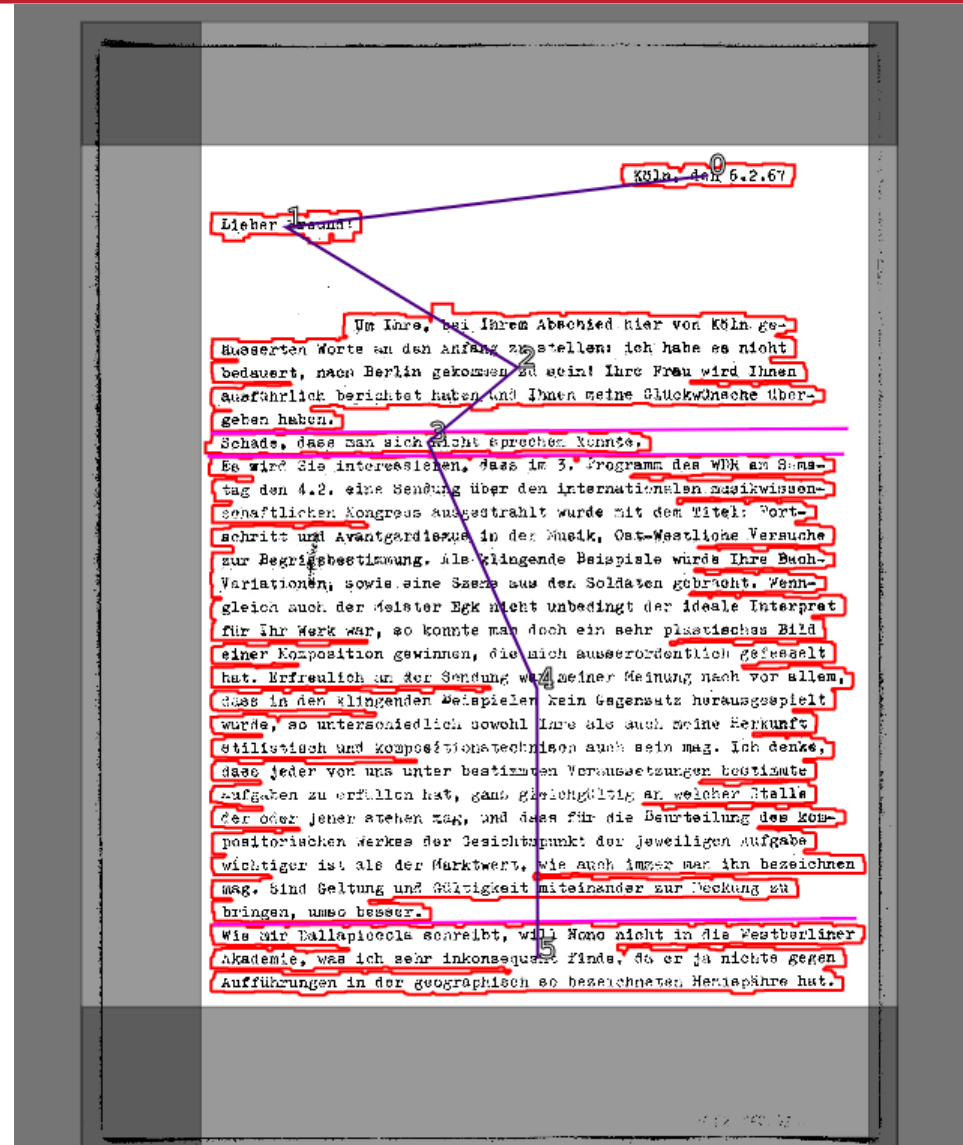 Köln, den 6.2.67
Lieber Freund!
Um Ihre, bei Ihrem Abschied hier von Köln ge-
äusserten Worte an den Anfang zu stellen: ich habe es nicht
bedauert, nach Berlin gekommen zu sein! Ihre Frau wird Ihnen
ausführlich berichtet haben und Ihnen meine Glückwünsche über-
geben haben.
Schade, dass man sich nicht sprechen konnte.
Es wird Sie interessieren, dass im 3. Programm des WDR am Sams-
tag den 4.2. eine Sendung über den internationalen musikwissen-
schaftlichen Kongress ausgestrahlt wurde mit dem Titel: Fort-
schritt und Avantgardismus in der Musik, Ost-Westliche Versuche
zur Begriffsbestimmung. Als klingende Beispiele wurde Ihre Bach-
Variationen, sowie eine Szene aus den Soldaten gebracht. Wenn-
gleich auch der Meister Egk nicht unbedingt der ideale Interpret
für Ihr Werk war, so konnte man doch ein sehr plastisches Bild
einer Komposition gewinnen, die mich ausserordentlich gefesselt
hat. Erfreulich an der Sendung war meiner Meinung nach vor allem,
dass in den klingenden Beispielen kein Gegensatz herausgespielt
wurde, so unterschiedlich sowohl Ihre als auch meine Herkunft
stilistisch und kompositionstechnisch auch sein mag. Ich denke,
dass jeder von uns unter bestimmten Voraussetzungen bestimmte
Aufgaben zu erfüllen hat, ganz gleichgültig an welcher Stelle
der oder jener stehen mag, und dass für die Beurteilung des kom-
positorischen Werkes der Gesichtspunkt der jeweiligen Aufgabe
wichtiger ist als der Marktwert, wie auch immer man ihn bezeichnen
mag. Sind Geltung und Gültigkeit miteinander zur Deckung zu
bringen, umso besser.
Wie mir Dallapiccola schreibt, will Nono nicht in die Westberliner
Akademie, was ich sehr inkonsequent finde, da er ja nichts gegen
Aufführungen in der geographisch so bezeichneten Hemispähre hat.
0
1
2
3
4
5